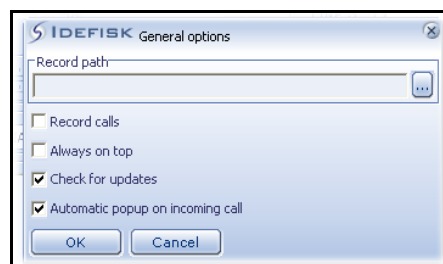 IDEFISK General options
Record path
...
Record calls
Always on top
Check for updates
Automatic popup on incoming call
OK Cancel